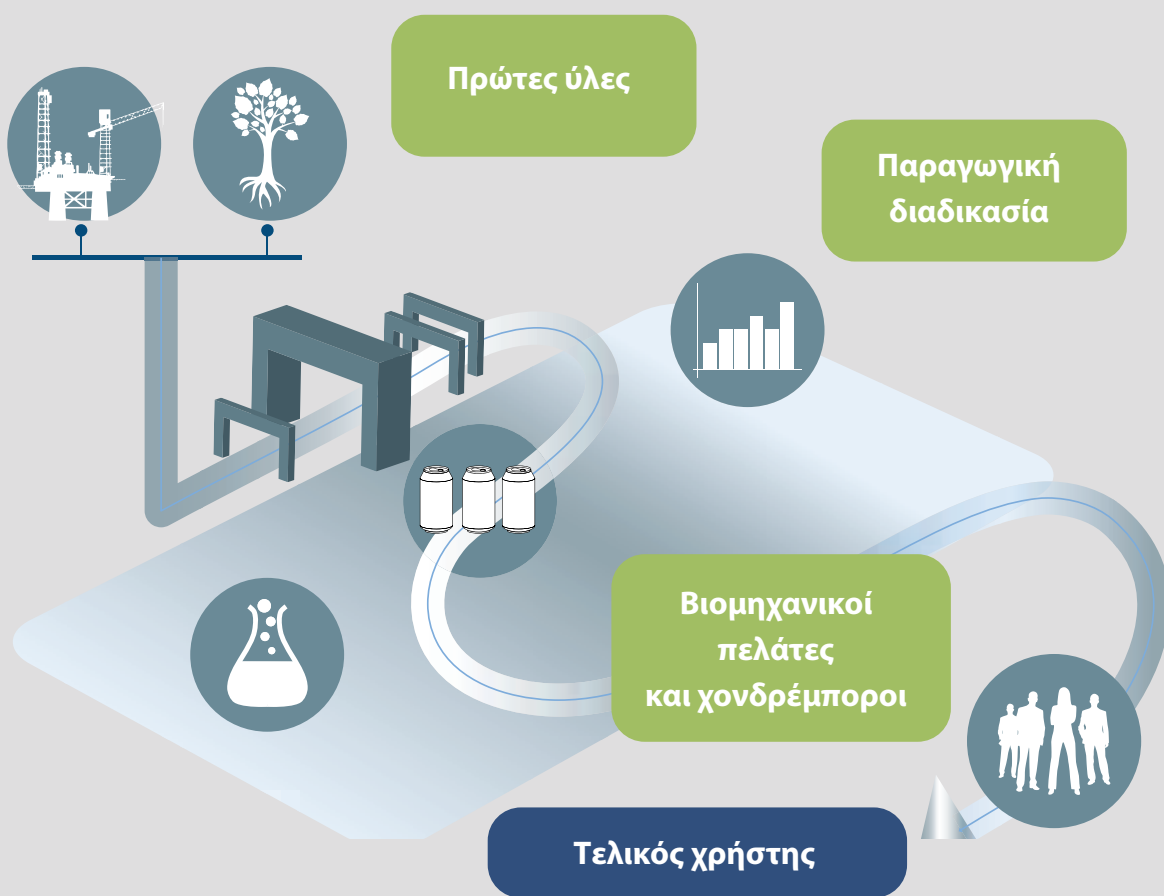 Πρώτες ύλες
Παραγωγική
διαδικασία
Βιομηχανικοί
πελάτες
και χονδρέμποροι
Τελικός χρήστης